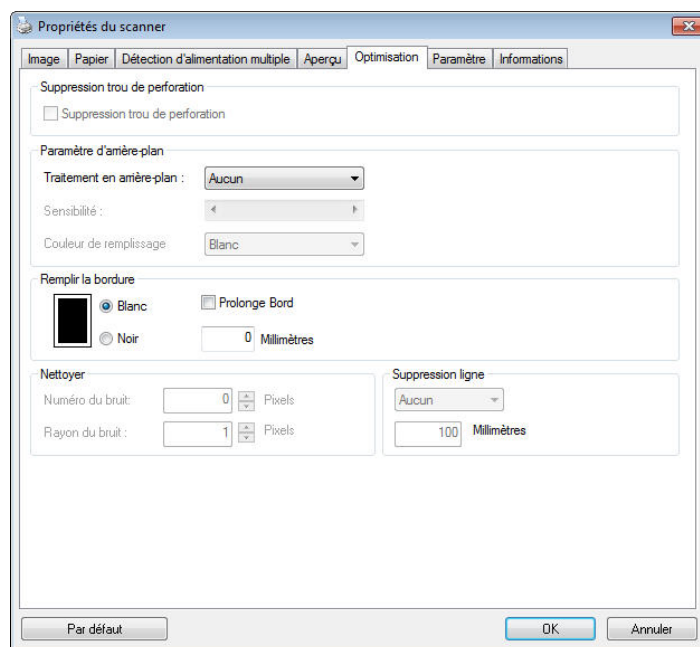 Propriétés du scanner
Image Papier Détection d'alimentation multiple Aperçu Optimisation Paramètre Informations
Suppression trou de perforation
Suppression trou de perforation
Paramètre d'arrière-plan
Traitement en arrière-plan : Aucun
Sensibilité :
Couleur de remplissage Blanc
Remplir la bordure
Blanc Prolonge Bord
Noir 0 Millimètres
Nettoyer Suppression ligne
Numéro du bruit: 0 Pixels Aucun
Rayon du bruit : 1 Pixels 100 Millimètres
Par défaut OK Annuler